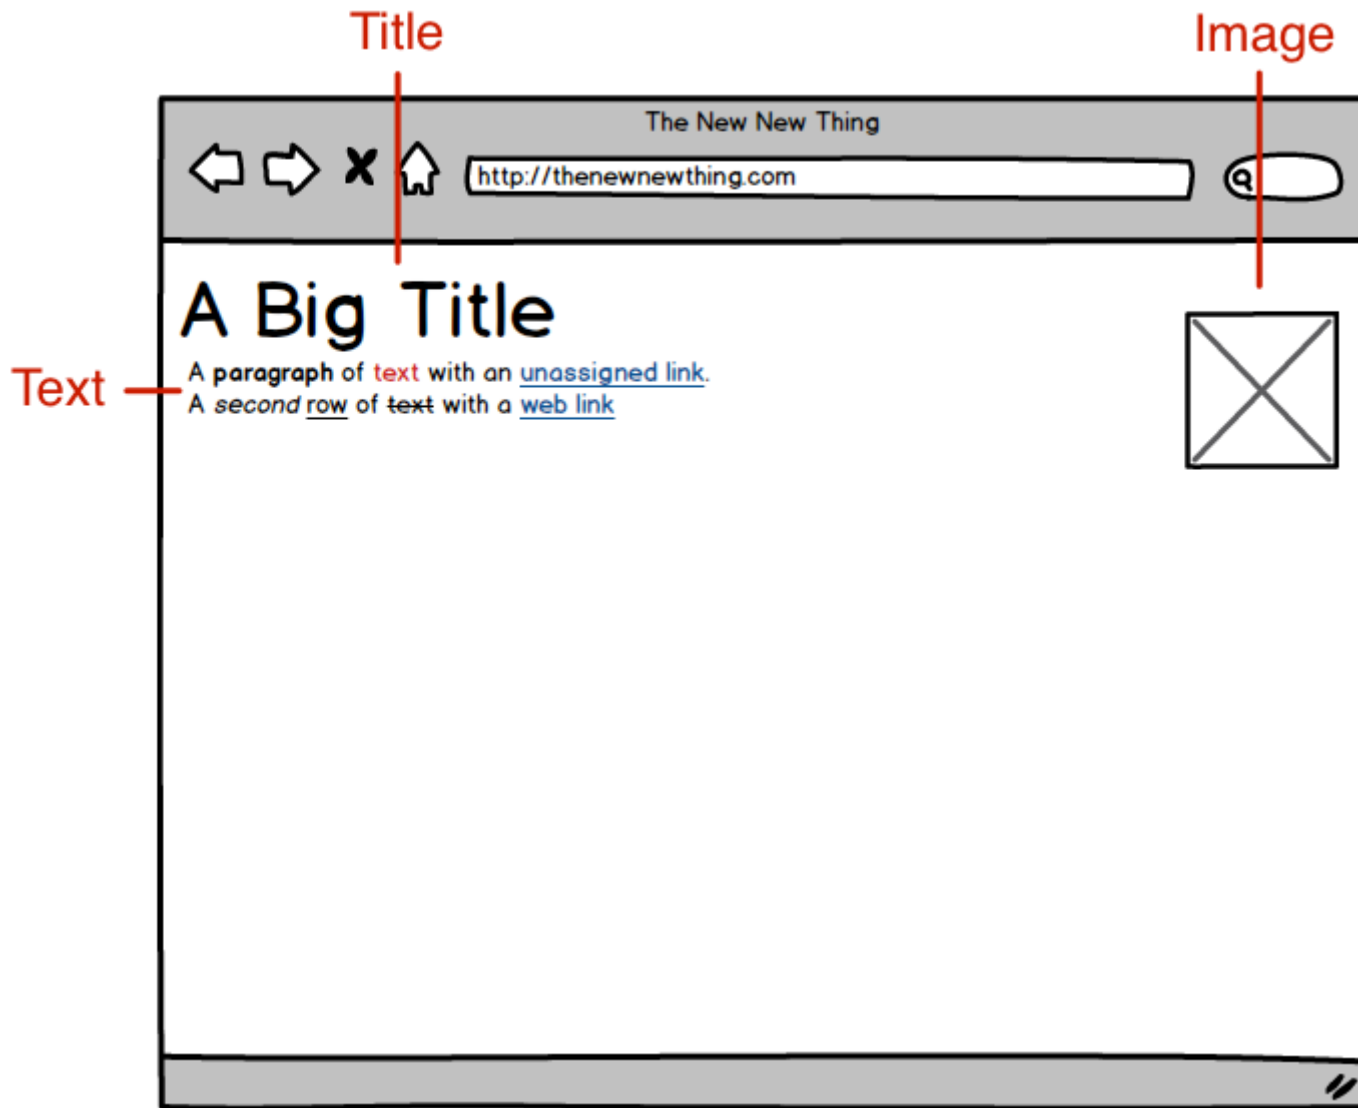 Title
Image
The New New Thing
http://thenewnewthing.com
A Big Title
Text
A paragraph of text with an unassigned link.
A second row of text with a web link